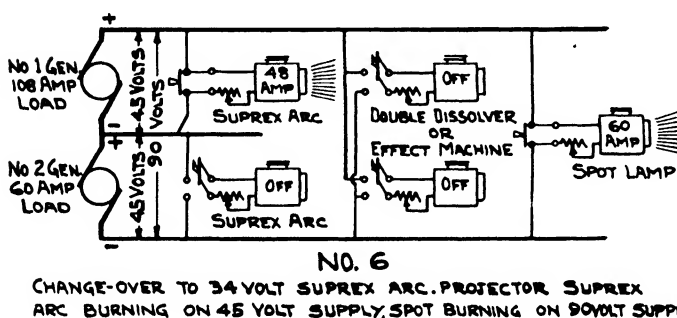 +
NO 1 GEN.
108 AMP
LOAD
45 VOLTS
90 VOLTS
48
AMP
SUPREX ARC
OFF
DOUBLE DISSOLVER
OR
EFFECT MACHINE
60
AMP
SPOT LAMP
-
+
NO 2 GEN.
60 AMP
LOAD
45 VOLTS
OFF
SUPREX ARC
OFF
-
NO. 6
CHANGE-OVER TO 34 VOLT SUPREX ARC. PROJECTOR SUPREX
ARC BURNING ON 45 VOLT SUPPLY, SPOT BURNING ON 90 VOLT